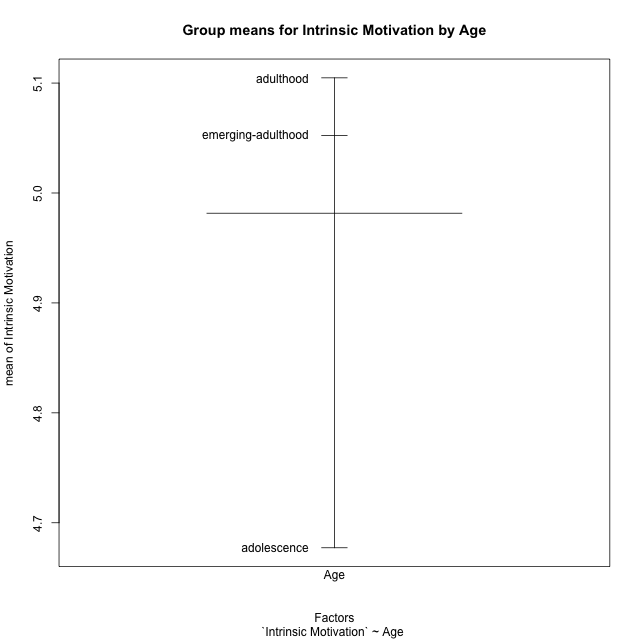 Group means for Intrinsic Motivation by Age
mean of Intrinsic Motivation
5.1
5.0
4.9
4.8
4.7
adulthood
emerging-adulthood
adolescence
Age
Factors
`Intrinsic Motivation` ~ Age